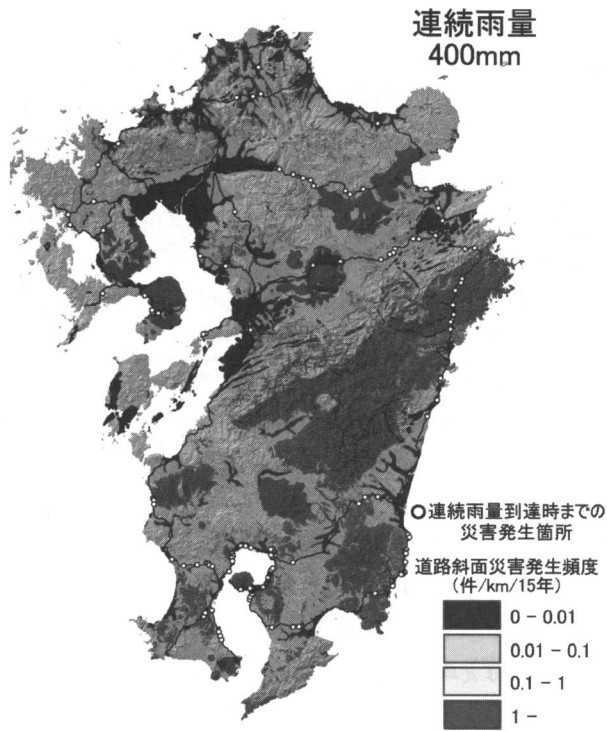 連続雨量
400mm
連続雨量到達時までの
災害発生箇所
道路斜面災害発生頻度
(件/km/15年)
0 - 0.01
0.01 - 0.1
0.1 - 1
1 -